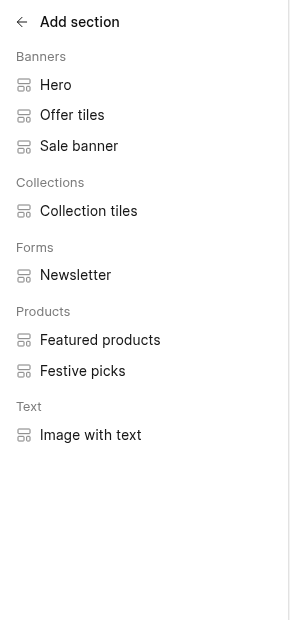 Add section
Banners
Hero
Offer tiles
Sale banner
Collections
Collection tiles
Forms
Newsletter
Products
Featured products
Festive picks
Text
Image with text